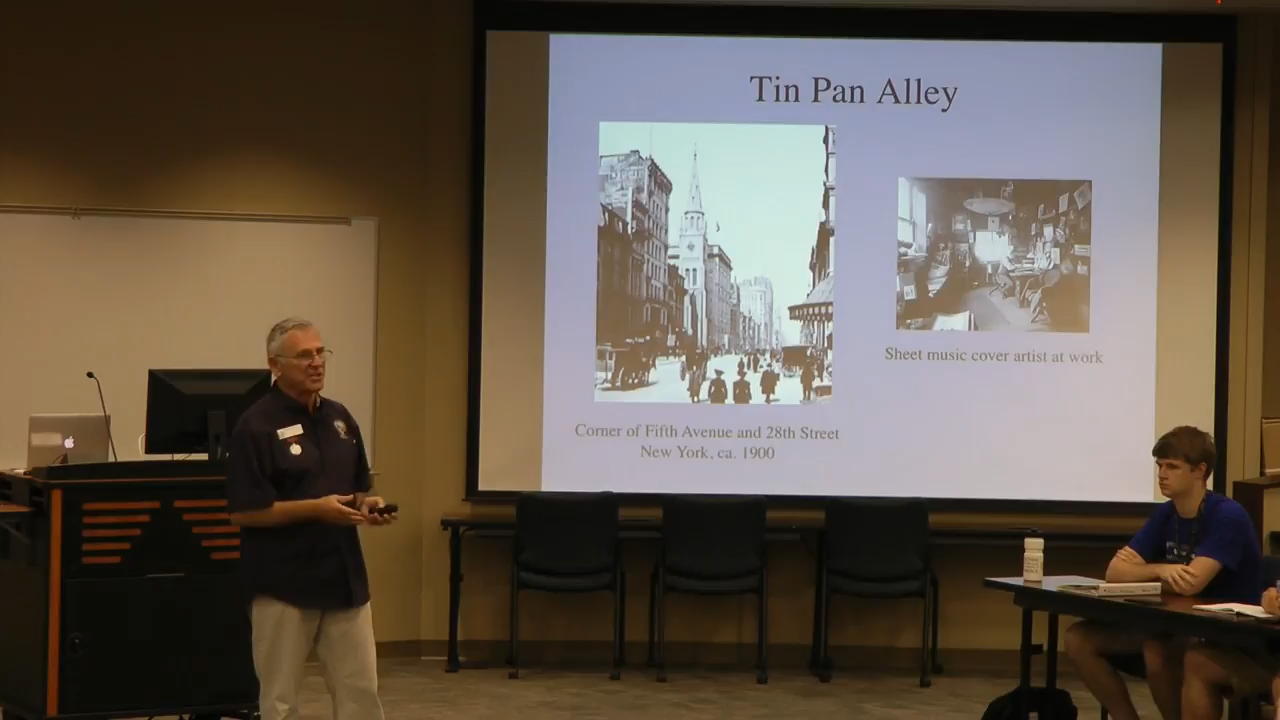 Tin Pan Alley
Sheet music cover artist at work
Corner of Fifth Avenue and 28th Street
New York, ca. 1900